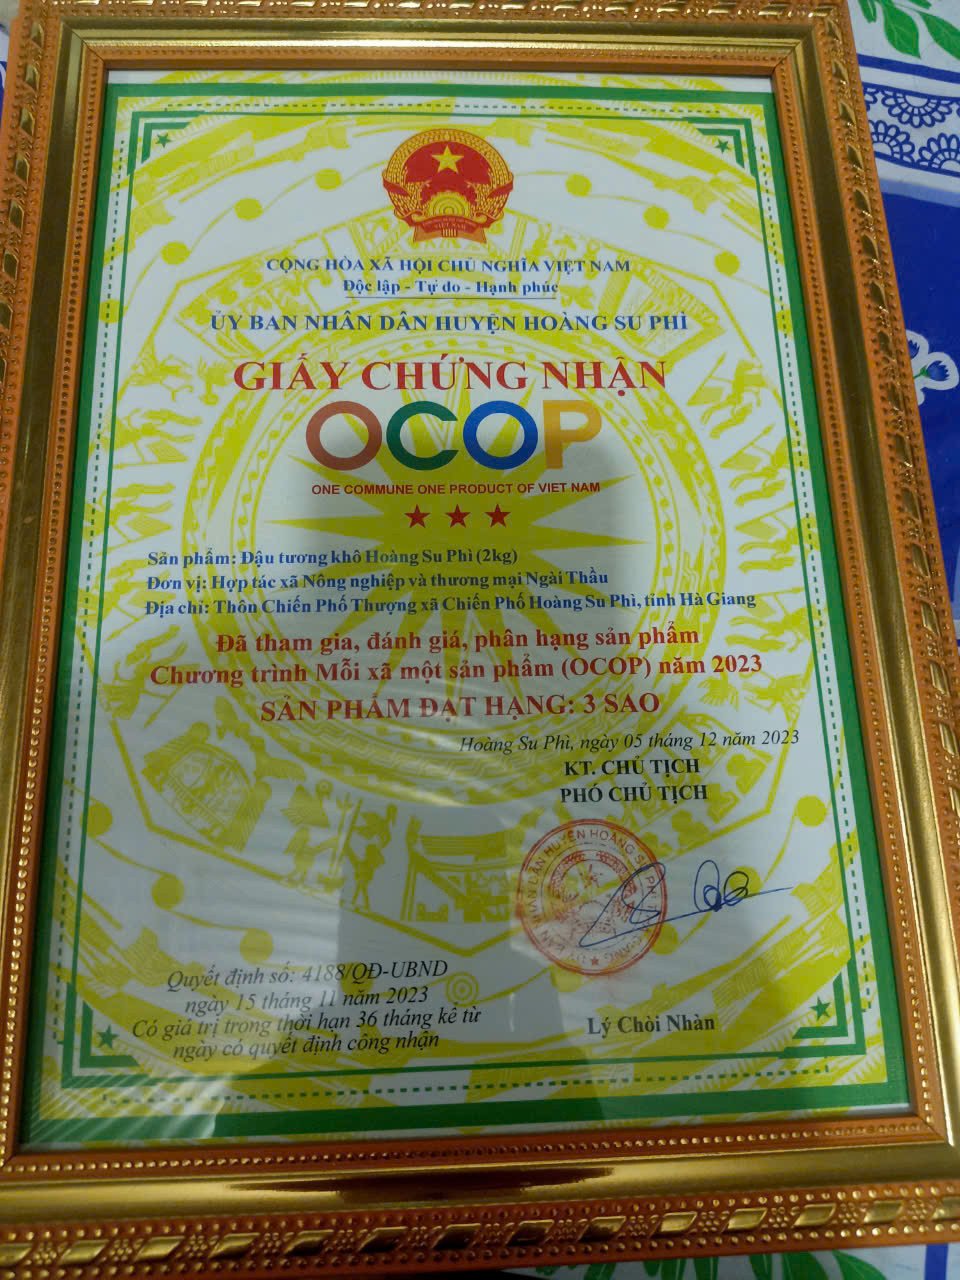 CỘNG HÒA XÃ HỘI CHỦ NGHĨA VIỆT NAM
Độc lập - Tự do - Hạnh phúc
ỦY BAN NHÂN DÂN HUYỆN HOÀNG SU PHÌ
GIẤY CHỨNG NHẬN
OCOP
ONE COMMUNE ONE PRODUCT OF VIET NAM
Sản phẩm: Đậu tương khô Hoàng Su Phì (2kg)
Đơn vị: Hợp tác xã Nông nghiệp và thương mại Ngài Thầu
Địa chỉ: Thôn Chiến Phố Thượng xã Chiến Phố Hoàng Su Phì, tỉnh Hà Giang
Đã tham gia, đánh giá, phân hạng sản phẩm
Chương trình Mỗi xã một sản phẩm (OCOP) năm 2023
SẢN PHẨM ĐẠT HẠNG: 3 SAO
Hoàng Su Phì, ngày 05 tháng 12 năm 2023
KT. CHỦ TỊCH
PHÓ CHỦ TỊCH
Quyết định số: 4188/QĐ-UBND
ngày 15 tháng 11 năm 2023
Có giá trị trong thời hạn 36 tháng kể từ
ngày có quyết định công nhận
Lý Chòi Nhàn